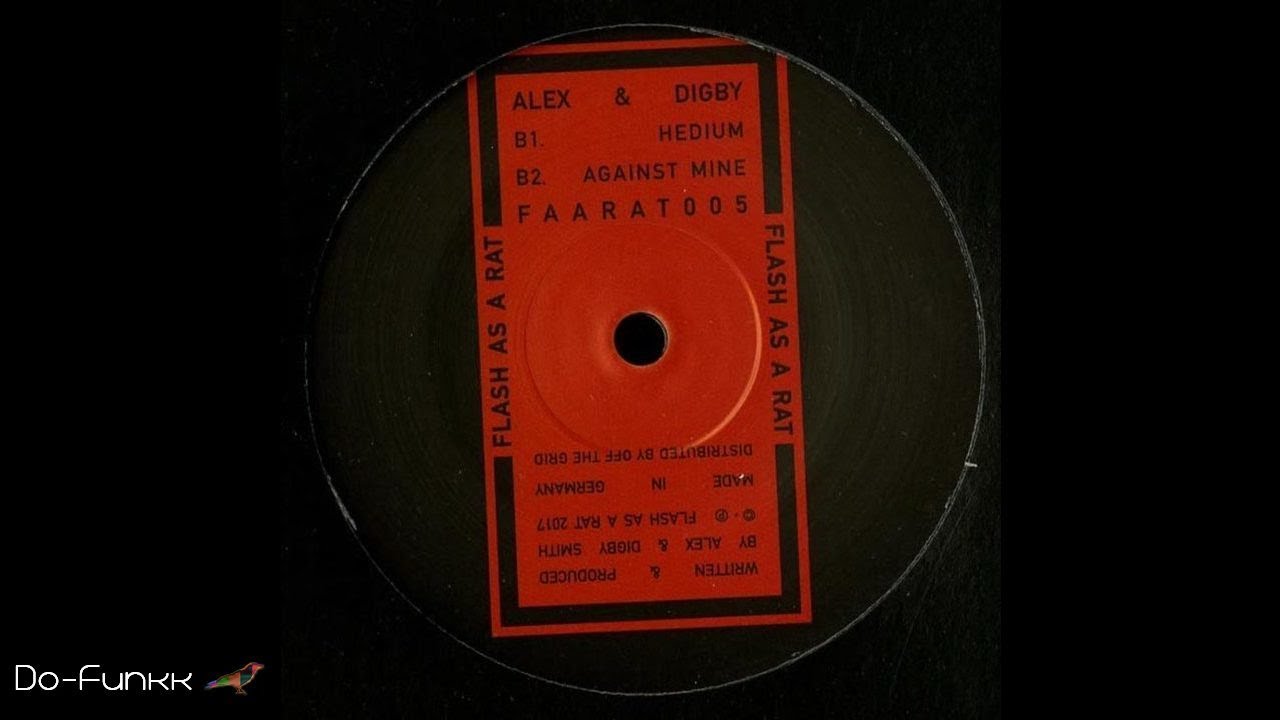 ALEX & DIGBY
B1. HEDIUM
B2. AGAINST MINE
FAARAT005
FLASH AS A RAT
FLASH AS A RAT
WRITTEN & PRODUCED
BY ALEX & DIGBY SMITH
©·℗ FLASH AS A RAT 2017
MADE IN GERMANY
DISTRIBUTED BY OFF THE GRID
Do-Funkk